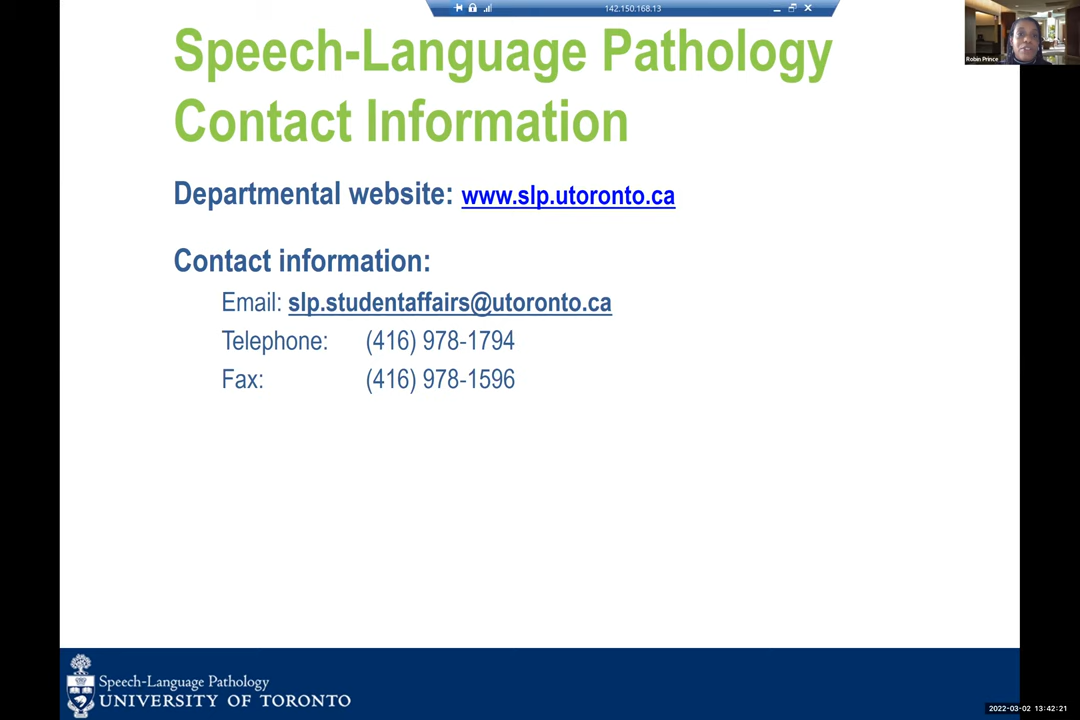 142.150.168.13
Robin Prince
Speech-Language Pathology
Contact Information
Departmental website: www.slp.utoronto.ca
Contact information:
Email: slp.studentaffairs@utoronto.ca
Telephone: (416) 978-1794
Fax: (416) 978-1596
Speech-Language Pathology
UNIVERSITY OF TORONTO
2022-03-02 13:42:21